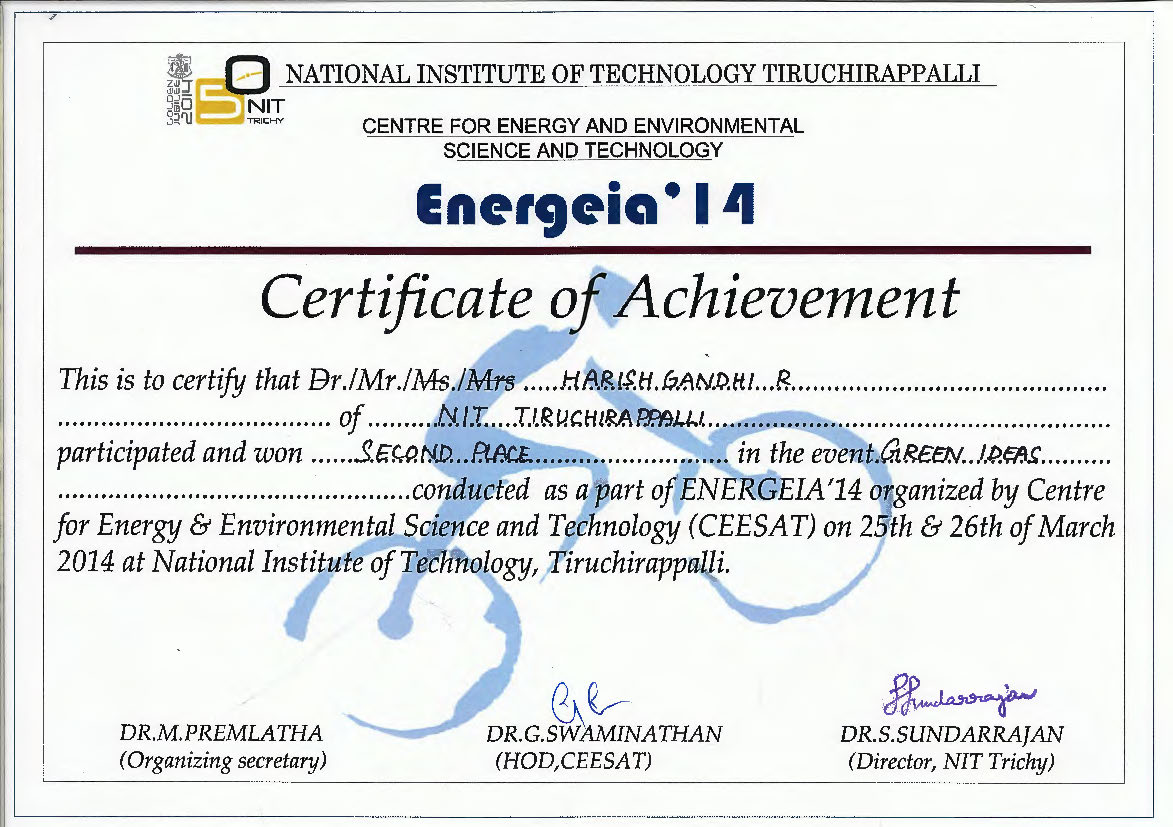 GOLDEN JUBILEE 2014
50
NIT
TRICHY
NATIONAL INSTITUTE OF TECHNOLOGY TIRUCHIRAPPALLI
CENTRE FOR ENERGY AND ENVIRONMENTAL
SCIENCE AND TECHNOLOGY
Energeia'14
Certificate of Achievement
This is to certify that Dr./Mr./Ms./Mrs .....HARISH GANDHI...R..........................................
..................................... of ..........NIT....TIRUCHIRAPPALLI.......................................................
participated and won ......SECOND...PLACE........................... in the event.GREEN..IDEAS..........
................................................conducted as a part of ENERGEIA'14 organized by Centre
for Energy & Environmental Science and Technology (CEESAT) on 25th & 26th of March
2014 at National Institute of Technology, Tiruchirappalli.
S Sundarrajan
DR.M.PREMLATHA DR.G.SWAMINATHAN DR.S.SUNDARRAJAN
(Organizing secretary) (HOD,CEESAT) (Director, NIT Trichy)